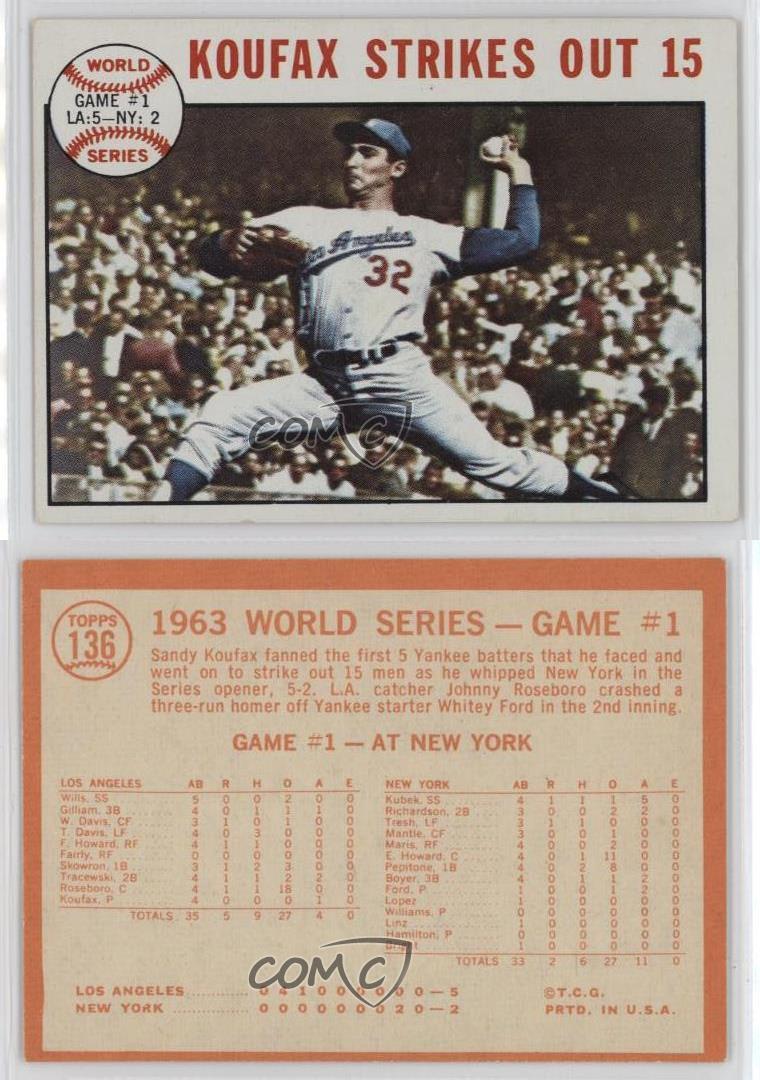 KOUFAX STRIKES OUT 15
WORLD
GAME #1
LA:5—NY: 2
SERIES
Los Angeles
32
COMC
TOPPS
136
1963 WORLD SERIES — GAME #1
Sandy Koufax fanned the first 5 Yankee batters that he faced and
went on to strike out 15 men as he whipped New York in the
Series opener, 5-2. L.A. catcher Johnny Roseboro crashed a
three-run homer off Yankee starter Whitey Ford in the 2nd inning.
GAME #1 — AT NEW YORK
LOS ANGELES AB R H O A E
Wills, SS 5 0 0 2 0 0
Gilliam, 3B 4 0 1 1 1 0
W. Davis, CF 3 1 0 1 0 0
T. Davis, LF 4 0 3 0 0 0
F. Howard, RF 4 1 1 0 0 0
Fairly, RF 0 0 0 0 0 0
Skowron, 1B 3 1 2 3 0 0
Tracewski, 2B 4 1 1 2 2 0
Roseboro, C 4 1 1 18 0 0
Koufax, P 4 0 0 0 1 0
TOTALS 35 5 9 27 4 0
NEW YORK AB R H O A E
Kubek, SS 4 1 1 1 5 0
Richardson, 2B 3 0 0 2 2 0
Tresh, LF 3 1 1 0 0 0
Mantle, CF 3 0 0 1 0 0
Maris, RF 4 0 0 2 0 0
E. Howard, C 4 0 1 11 0 0
Pepitone, 1B 4 0 2 8 0 0
Boyer, 3B 4 0 1 1 2 0
Ford, P 1 0 0 1 2 0
Lopez 1 0 0 0 0 0
Williams, P 0 0 0 0 0 0
Linz 1 0 0 0 0 0
Hamilton, P 0 0 0 0 0 0
Bright 1 0 0 0 0 0
TOTALS 33 2 6 27 11 0
COMC
LOS ANGELES 0 4 1 0 0 0 0 0 0 — 5
NEW YORK 0 0 0 0 0 0 0 2 0 — 2
©T.C.G.
PRTD. IN U.S.A.